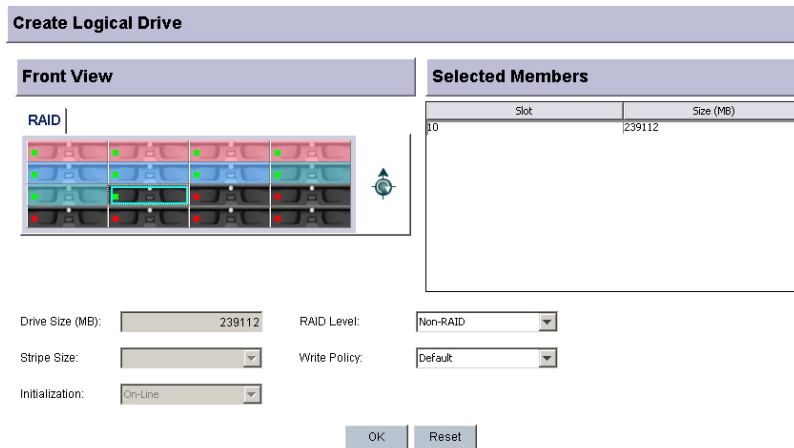 Create Logical Drive
Front View
Selected Members
RAID
Slot Size (MB)
10 239112
Drive Size (MB): 239112 RAID Level: Non-RAID
Stripe Size: Write Policy: Default
Initialization: On-Line
OK Reset